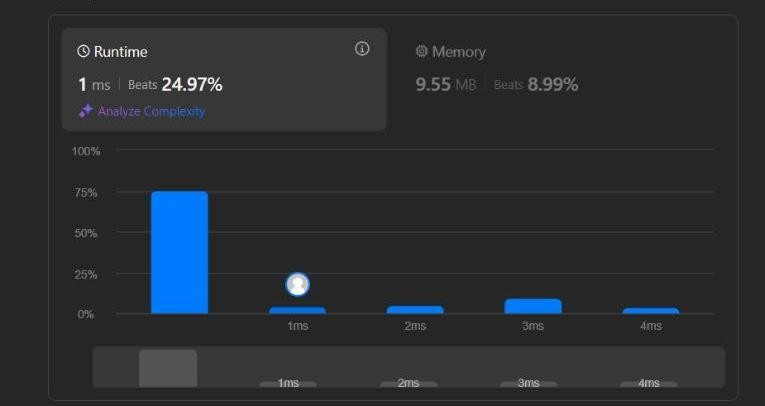 Runtime
Memory
1 ms | Beats 24.97%
9.55 MB | Beats 8.99%
Analyze Complexity
100%
75%
50%
25%
0%
1ms 2ms 3ms 4ms
1ms 2ms 3ms 4ms